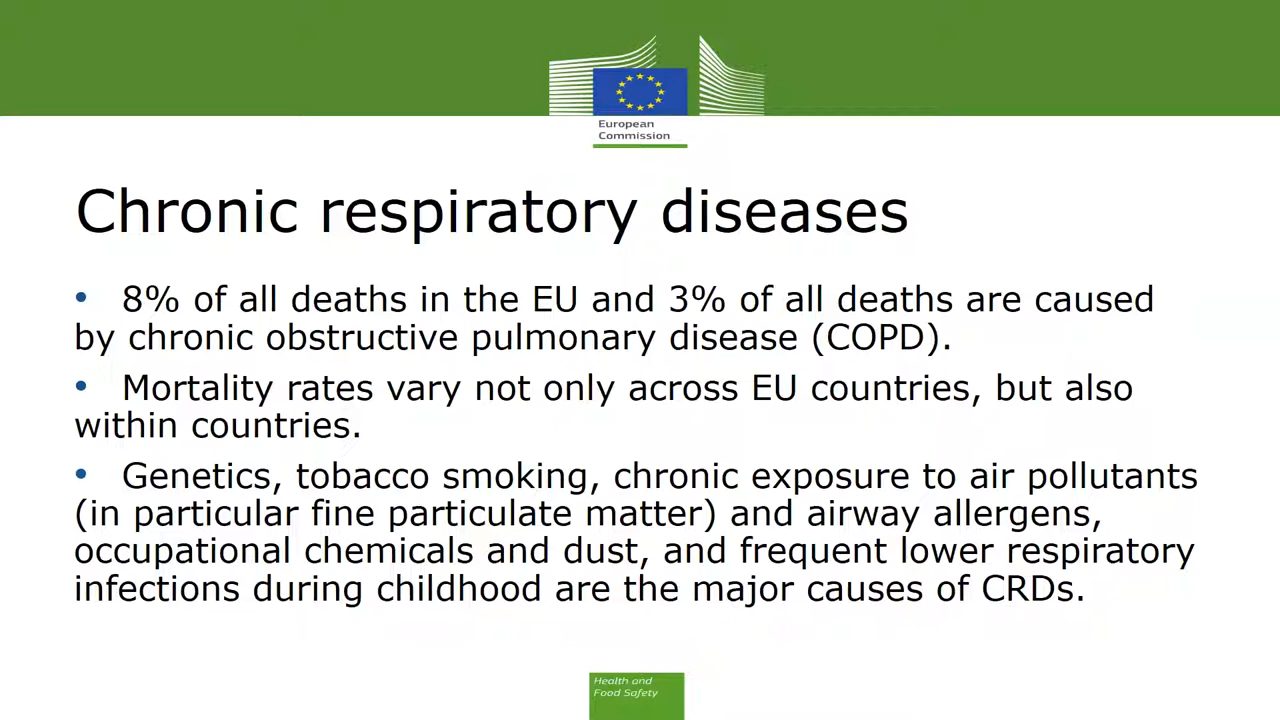 European
Commission
Chronic respiratory diseases
• 8% of all deaths in the EU and 3% of all deaths are caused
by chronic obstructive pulmonary disease (COPD).
• Mortality rates vary not only across EU countries, but also
within countries.
• Genetics, tobacco smoking, chronic exposure to air pollutants
(in particular fine particulate matter) and airway allergens,
occupational chemicals and dust, and frequent lower respiratory
infections during childhood are the major causes of CRDs.
Health and
Food Safety